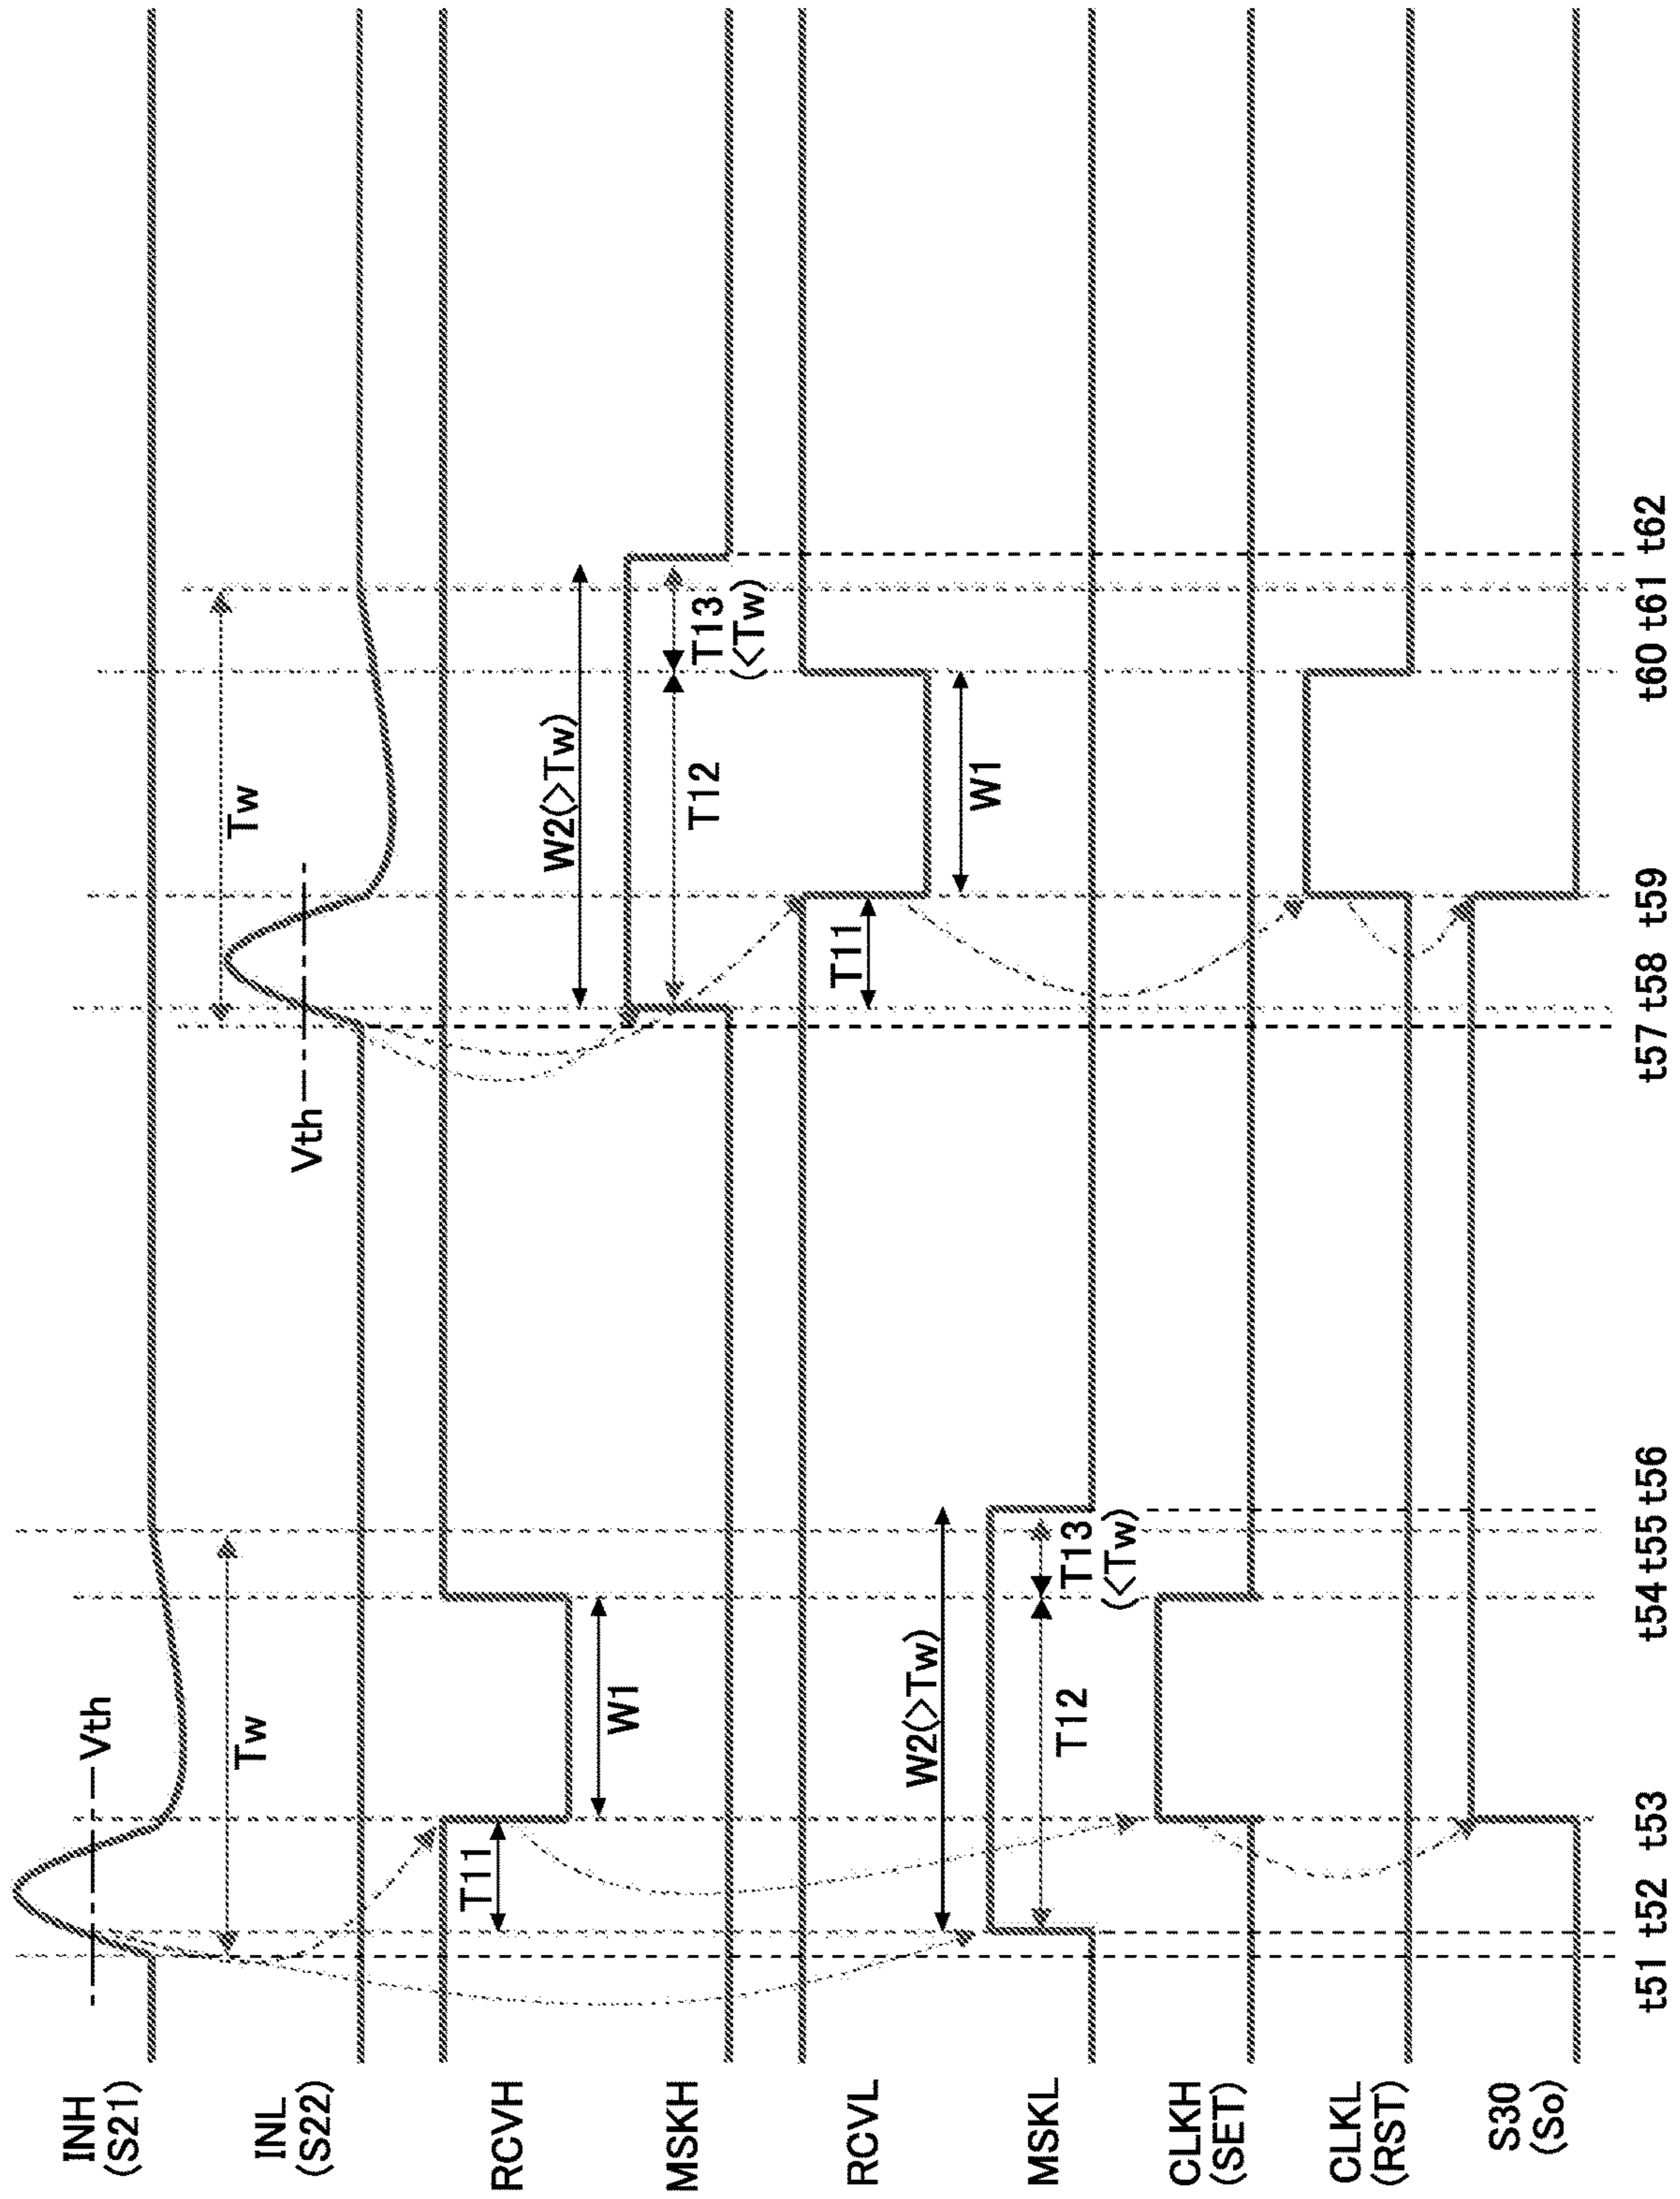 INH
(S21)
Vth
Tw
INL
(S22)
Vth
Tw
RCVH
T11
W1
MSKH
W2(>Tw)
T12
T13
(<Tw)
RCVL
T11
W1
MSKL
W2(>Tw)
T12
T13
(<Tw)
CLKH
(SET)
CLKL
(RST)
S30
(So)
t51 t52 t53 t54 t55 t56 t57 t58 t59 t60 t61 t62